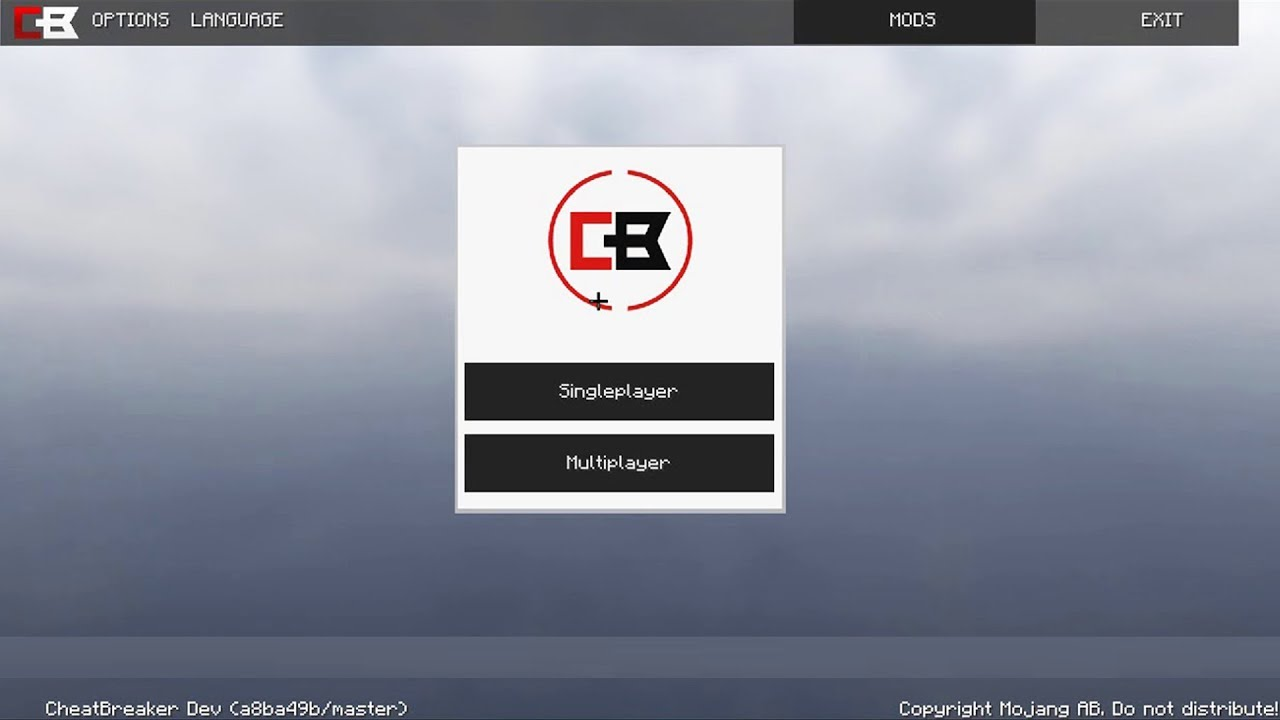 CB OPTIONS LANGUAGE MODS EXIT
CB
Singleplayer
Multiplayer
CheatBreaker Dev (a8ba49b/master)
Copyright Mojang AB. Do not distribute!